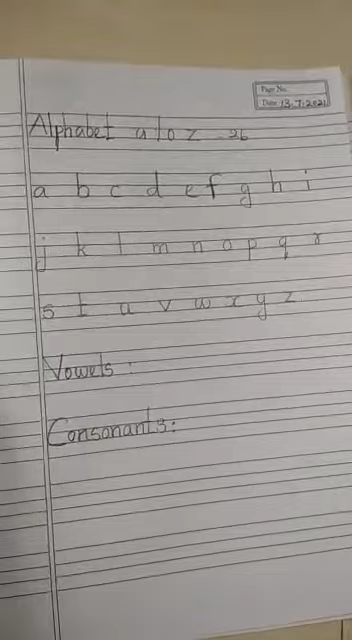 Page No.
Date 13.7.2021
Alphabet a to z - 26
a b c d e f g h i
j k l m n o p q r
s t u v w x y z
Vowels :
Consonants :